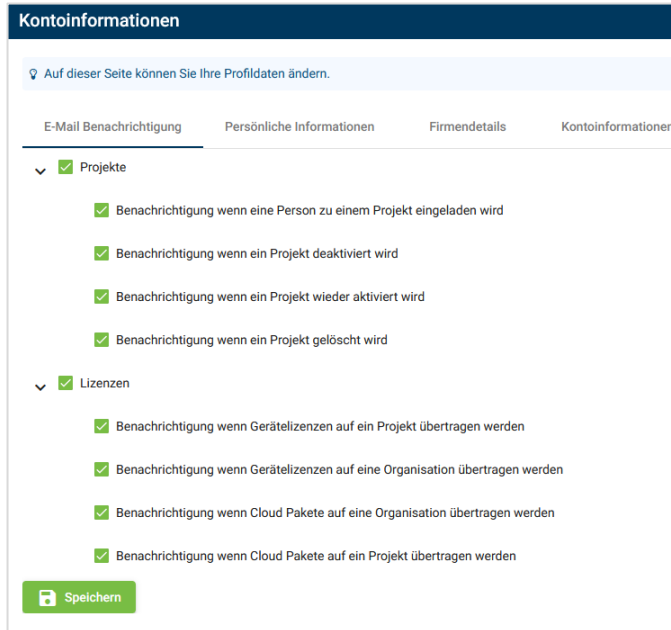 Kontoinformationen
Auf dieser Seite können Sie Ihre Profildaten ändern.
E-Mail Benachrichtigung Persönliche Informationen Firmendetails Kontoinformationen
Projekte
Benachrichtigung wenn eine Person zu einem Projekt eingeladen wird
Benachrichtigung wenn ein Projekt deaktiviert wird
Benachrichtigung wenn ein Projekt wieder aktiviert wird
Benachrichtigung wenn ein Projekt gelöscht wird
Lizenzen
Benachrichtigung wenn Gerätelizenzen auf ein Projekt übertragen werden
Benachrichtigung wenn Gerätelizenzen auf eine Organisation übertragen werden
Benachrichtigung wenn Cloud Pakete auf eine Organisation übertragen werden
Benachrichtigung wenn Cloud Pakete auf ein Projekt übertragen werden
Speichern